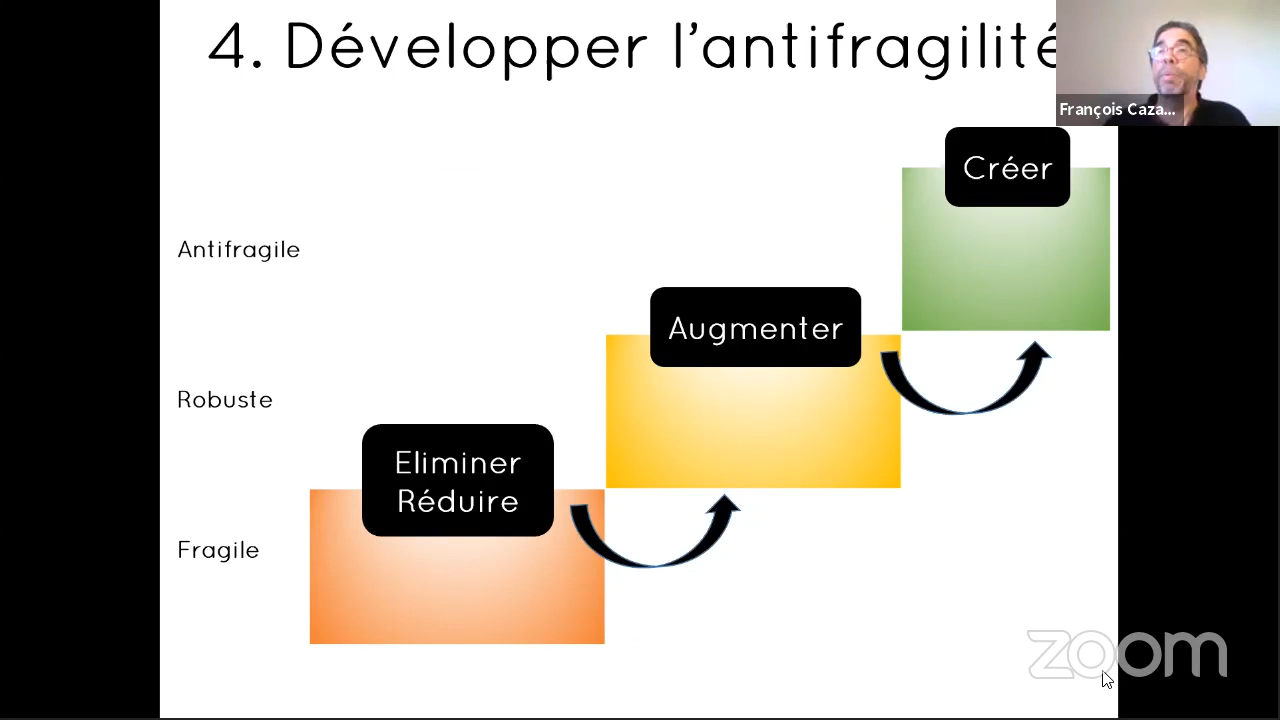 4. Développer l'antifragilité
François Caza...
Créer
Antifragile
Augmenter
Robuste
Eliminer
Réduire
Fragile
zoom